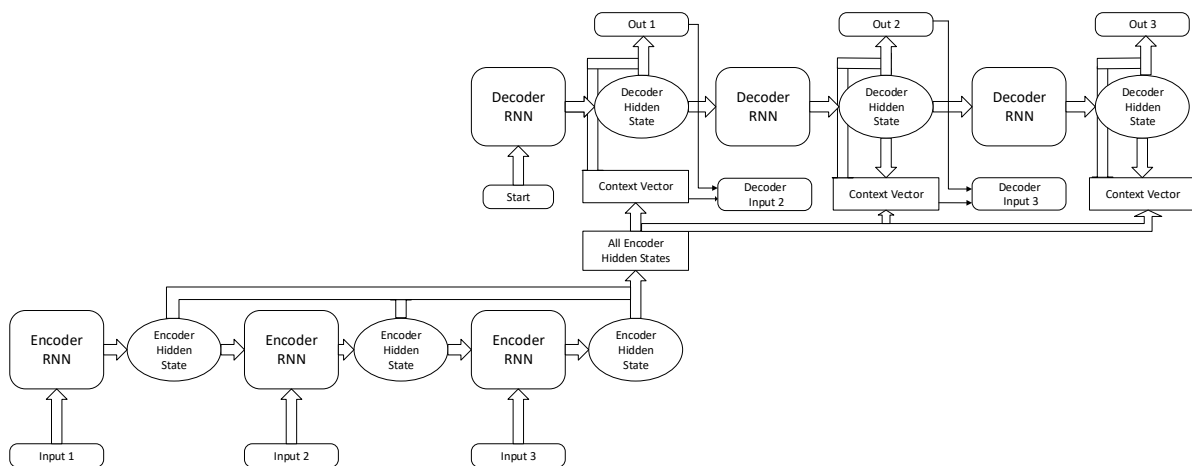 Out 1
Out 2
Out 3
Decoder
RNN
Decoder
Hidden
State
Decoder
RNN
Decoder
Hidden
State
Decoder
RNN
Decoder
Hidden
State
Start
Context Vector
Decoder
Input 2
Context Vector
Decoder
Input 3
Context Vector
All Encoder
Hidden States
Encoder
RNN
Encoder
Hidden
State
Encoder
RNN
Encoder
Hidden
State
Encoder
RNN
Encoder
Hidden
State
Input 1
Input 2
Input 3